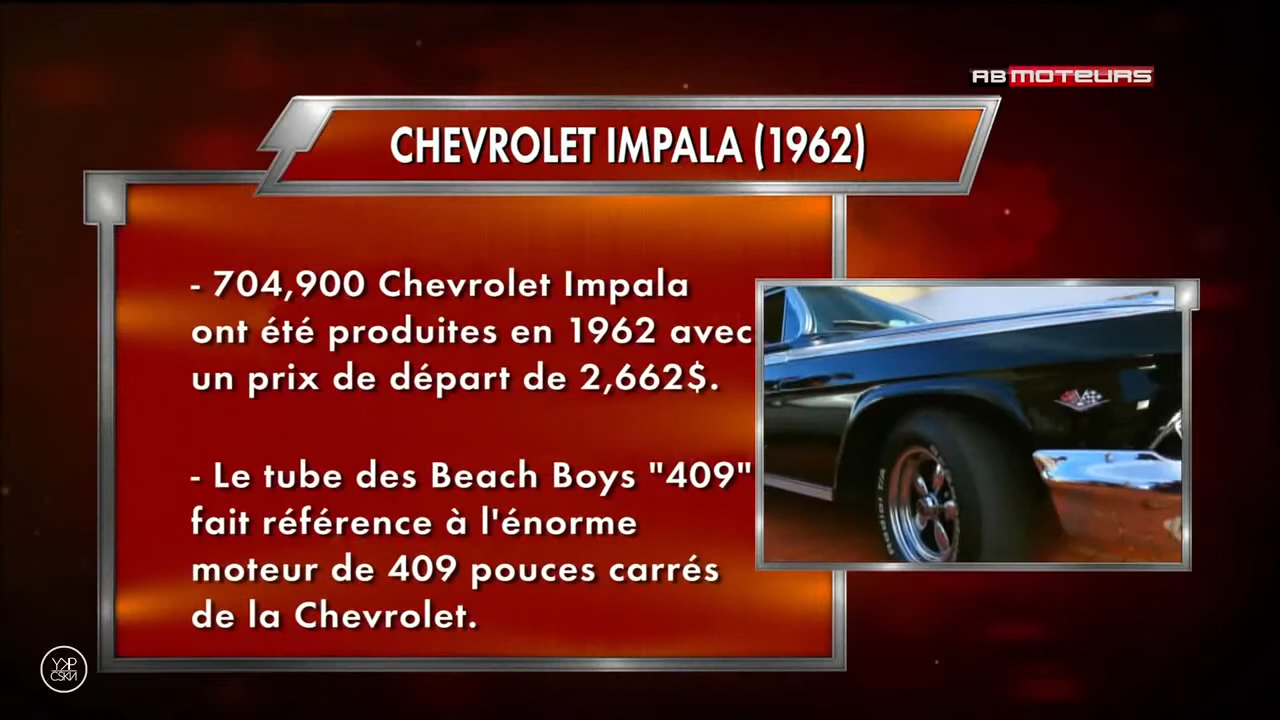 AB MOTEURS
CHEVROLET IMPALA (1962)
- 704,900 Chevrolet Impala
ont été produites en 1962 avec
un prix de départ de 2,662$.
- Le tube des Beach Boys "409"
fait référence à l'énorme
moteur de 409 pouces carrés
de la Chevrolet.
Radial T/A